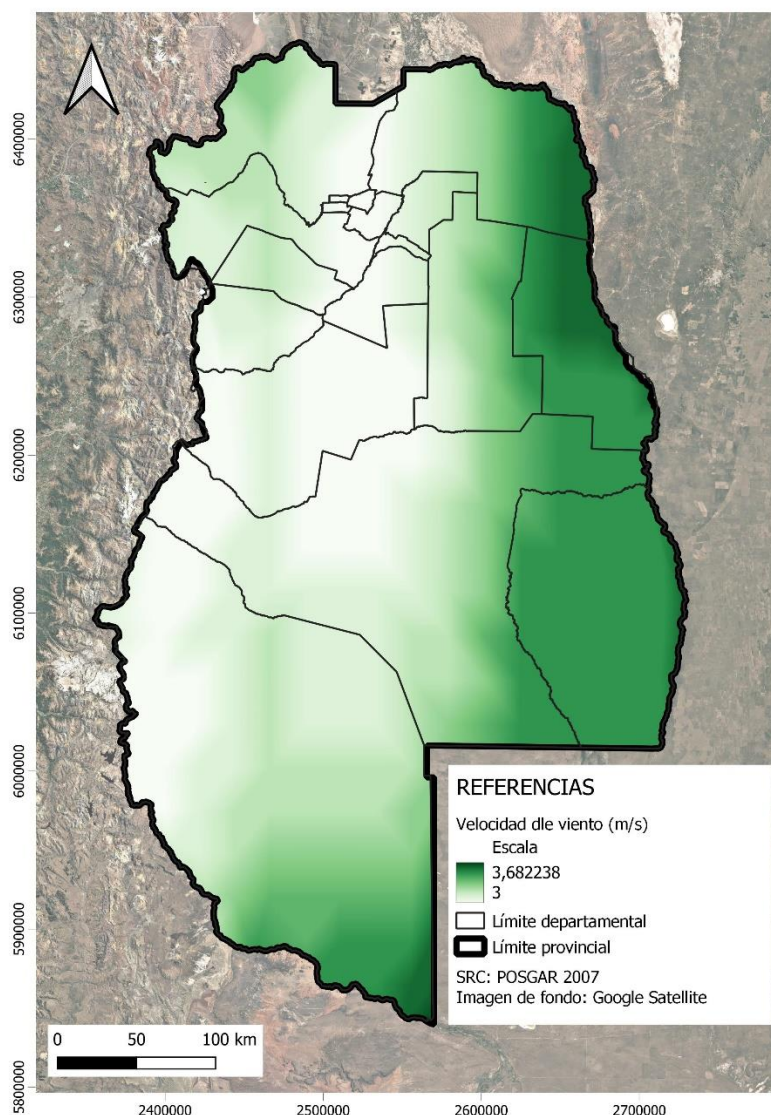 6400000
6300000
6200000
6100000
6000000
5900000
5800000
REFERENCIAS
Velocidad dle viento (m/s)
Escala
3,682238
3
Límite departamental
Límite provincial
SRC: POSGAR 2007
Imagen de fondo: Google Satellite
0 50 100 km
2400000 2500000 2600000 2700000